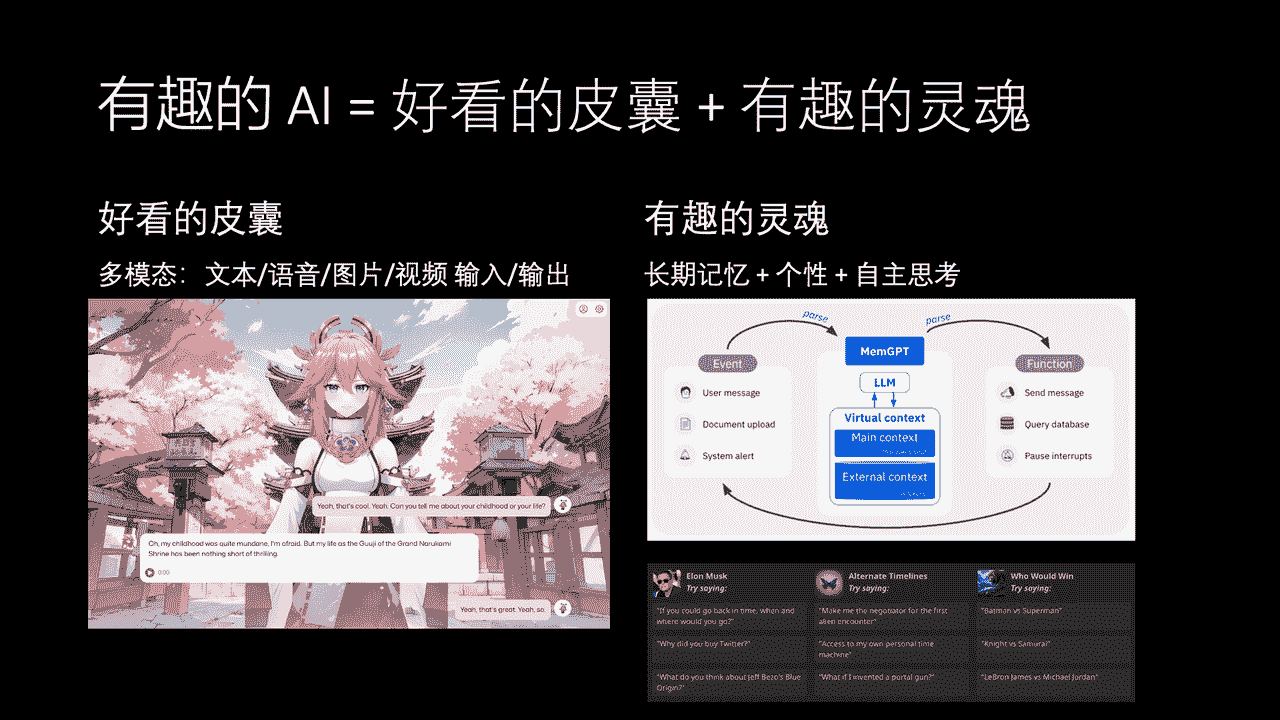 有趣的 AI = 好看的皮囊 + 有趣的灵魂
好看的皮囊
多模态： 文本/语音/图片/视频 输入/输出
Yeah, that's cool. Yeah. Can you tell me about your childhood or your life?
Oh, my childhood was quite mundane, I'm afraid. But my life as the Guuji of the Grand Narukami
Shrine has been nothing short of thrilling.
0:00
Yeah, that's great. Yeah, so.
有趣的灵魂
长期记忆 + 个性 + 自主思考
parse
parse
MemGPT
Event
User message
Document upload
System alert
LLM
Virtual context
Main context
External context
Function
Send message
Query database
Pause interrupts
Elon Musk
Try saying:
"If you could go back in time, when and
where would you go?"
"Why did you buy Twitter?"
"What do you think about Jeff Bezo's Blue
Origin?"
Alternate Timelines
Try saying:
"Make me the negotiator for the first
alien encounter"
"Access to my own personal time
machine"
"What if I invented a portal gun?"
Who Would Win
Try saying:
"Batman vs Superman"
"Knight vs Samurai"
"LeBron James vs Michael Jordan"